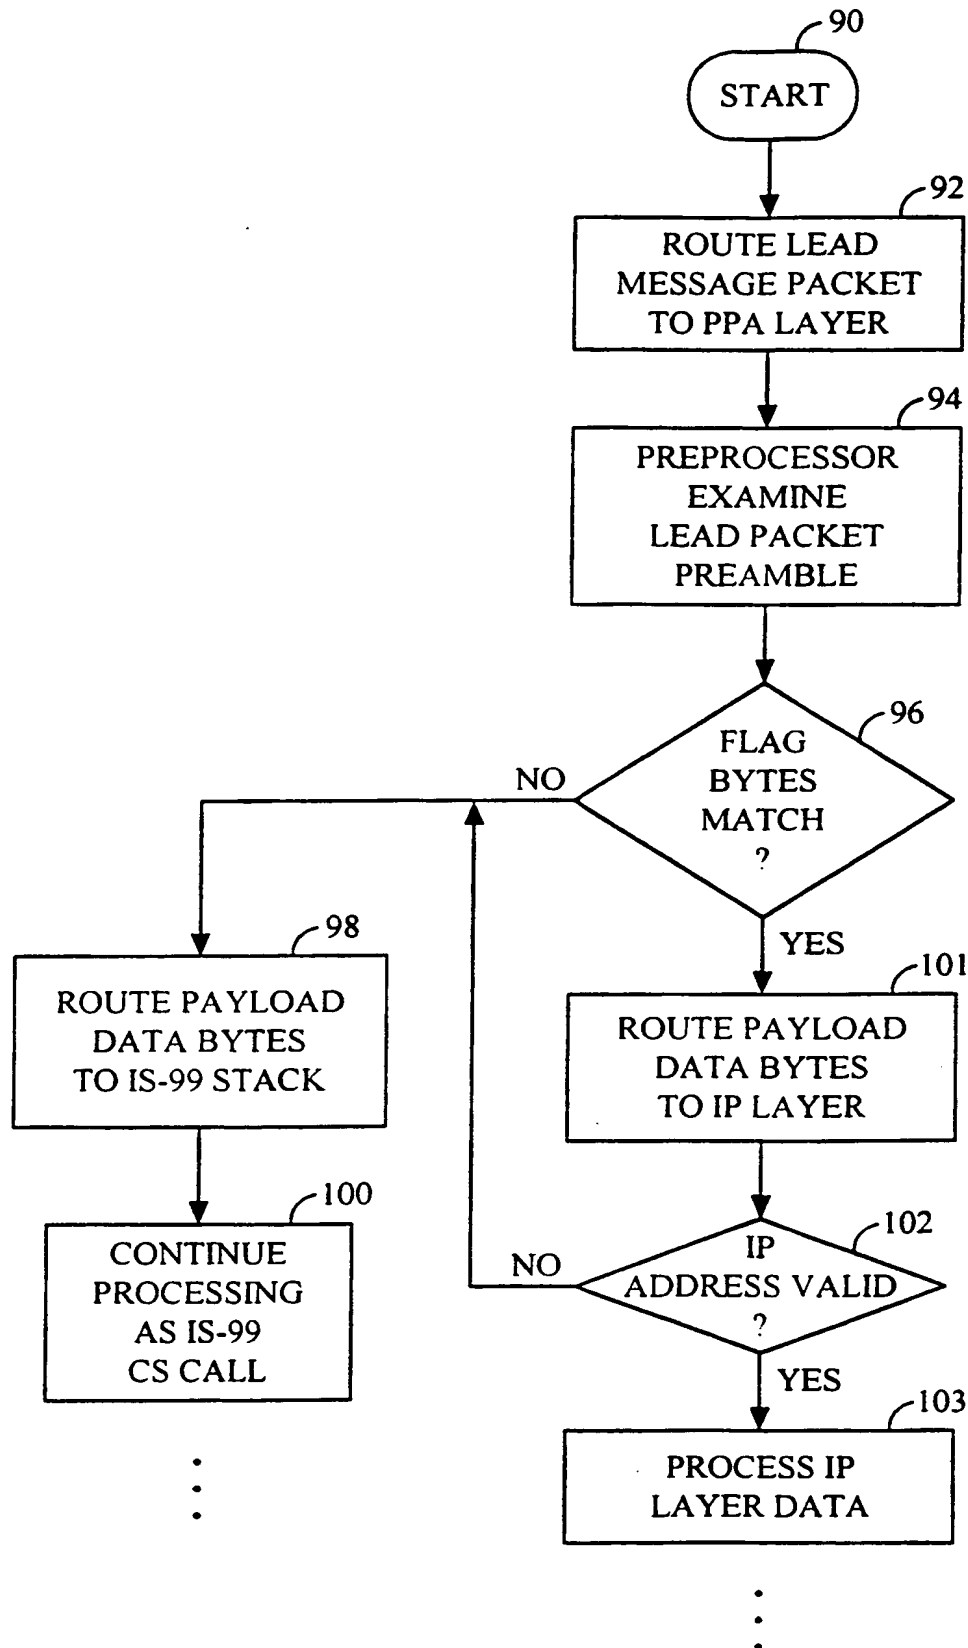 90
START
92
ROUTE LEAD
MESSAGE PACKET
TO PPA LAYER
94
PREPROCESSOR
EXAMINE
LEAD PACKET
PREAMBLE
96
FLAG
BYTES
MATCH
?
NO
YES
98
ROUTE PAYLOAD
DATA BYTES
TO IS-99 STACK
101
ROUTE PAYLOAD
DATA BYTES
TO IP LAYER
100
CONTINUE
PROCESSING
AS IS-99
CS CALL
102
IP
ADDRESS VALID
?
NO
YES
103
PROCESS IP
LAYER DATA